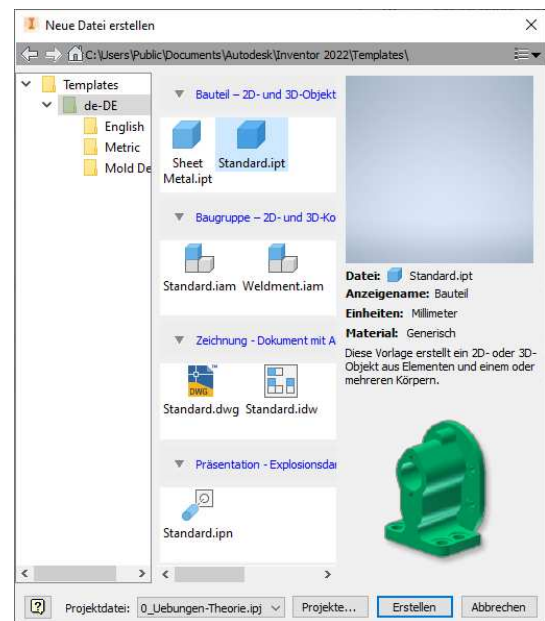 Neue Datei erstellen
C:\Users\Public\Documents\Autodesk\Inventor 2022\Templates\
Templates
de-DE
English
Metric
Mold De
Bauteil – 2D- und 3D-Objekt
Sheet Metal.ipt
Standard.ipt
Baugruppe – 2D- und 3D-Ko
Standard.iam Weldment.iam
Zeichnung - Dokument mit A
DWG
Standard.dwg Standard.idw
Präsentation - Explosionsdar
Standard.ipn
Datei: Standard.ipt
Anzeigename: Bauteil
Einheiten: Millimeter
Material: Generisch
Diese Vorlage erstellt ein 2D- oder 3D-
Objekt aus Elementen und einem oder
mehreren Körpern.
Projektdatei: 0_Uebungen-Theorie.ipj Projekte... Erstellen Abbrechen